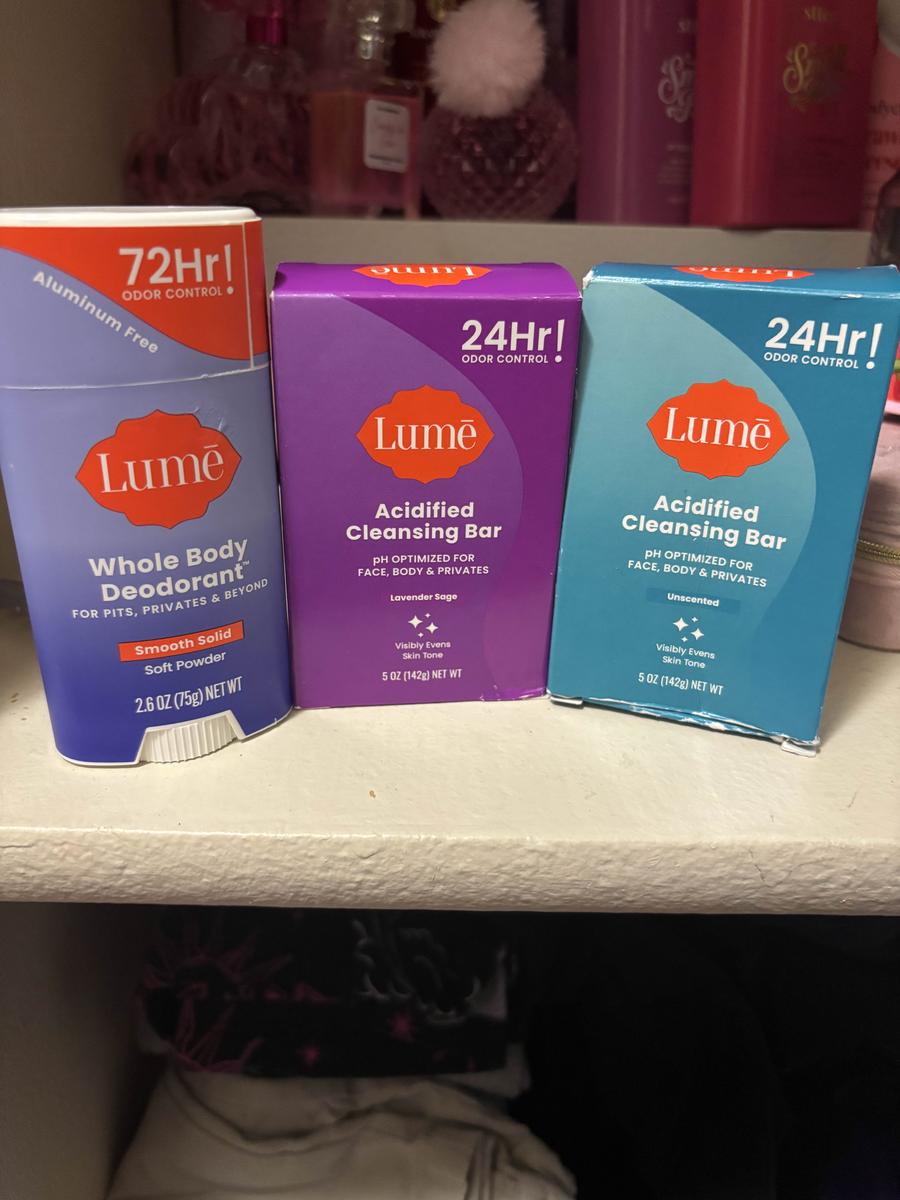 72Hr!
ODOR CONTROL
Aluminum Free
Lumē
Whole Body
Deodorant™
FOR PITS, PRIVATES & BEYOND
Smooth Solid
Soft Powder
2.6 OZ (75g) NET WT
Lumē
24Hr!
ODOR CONTROL
Lumē
Acidified
Cleansing Bar
pH OPTIMIZED FOR
FACE, BODY & PRIVATES
Lavender Sage
Visibly Evens
Skin Tone
5 OZ (142g) NET WT
Lumē
24Hr!
ODOR CONTROL
Lumē
Acidified
Cleansing Bar
pH OPTIMIZED FOR
FACE, BODY & PRIVATES
Unscented
Visibly Evens
Skin Tone
5 OZ (142g) NET WT